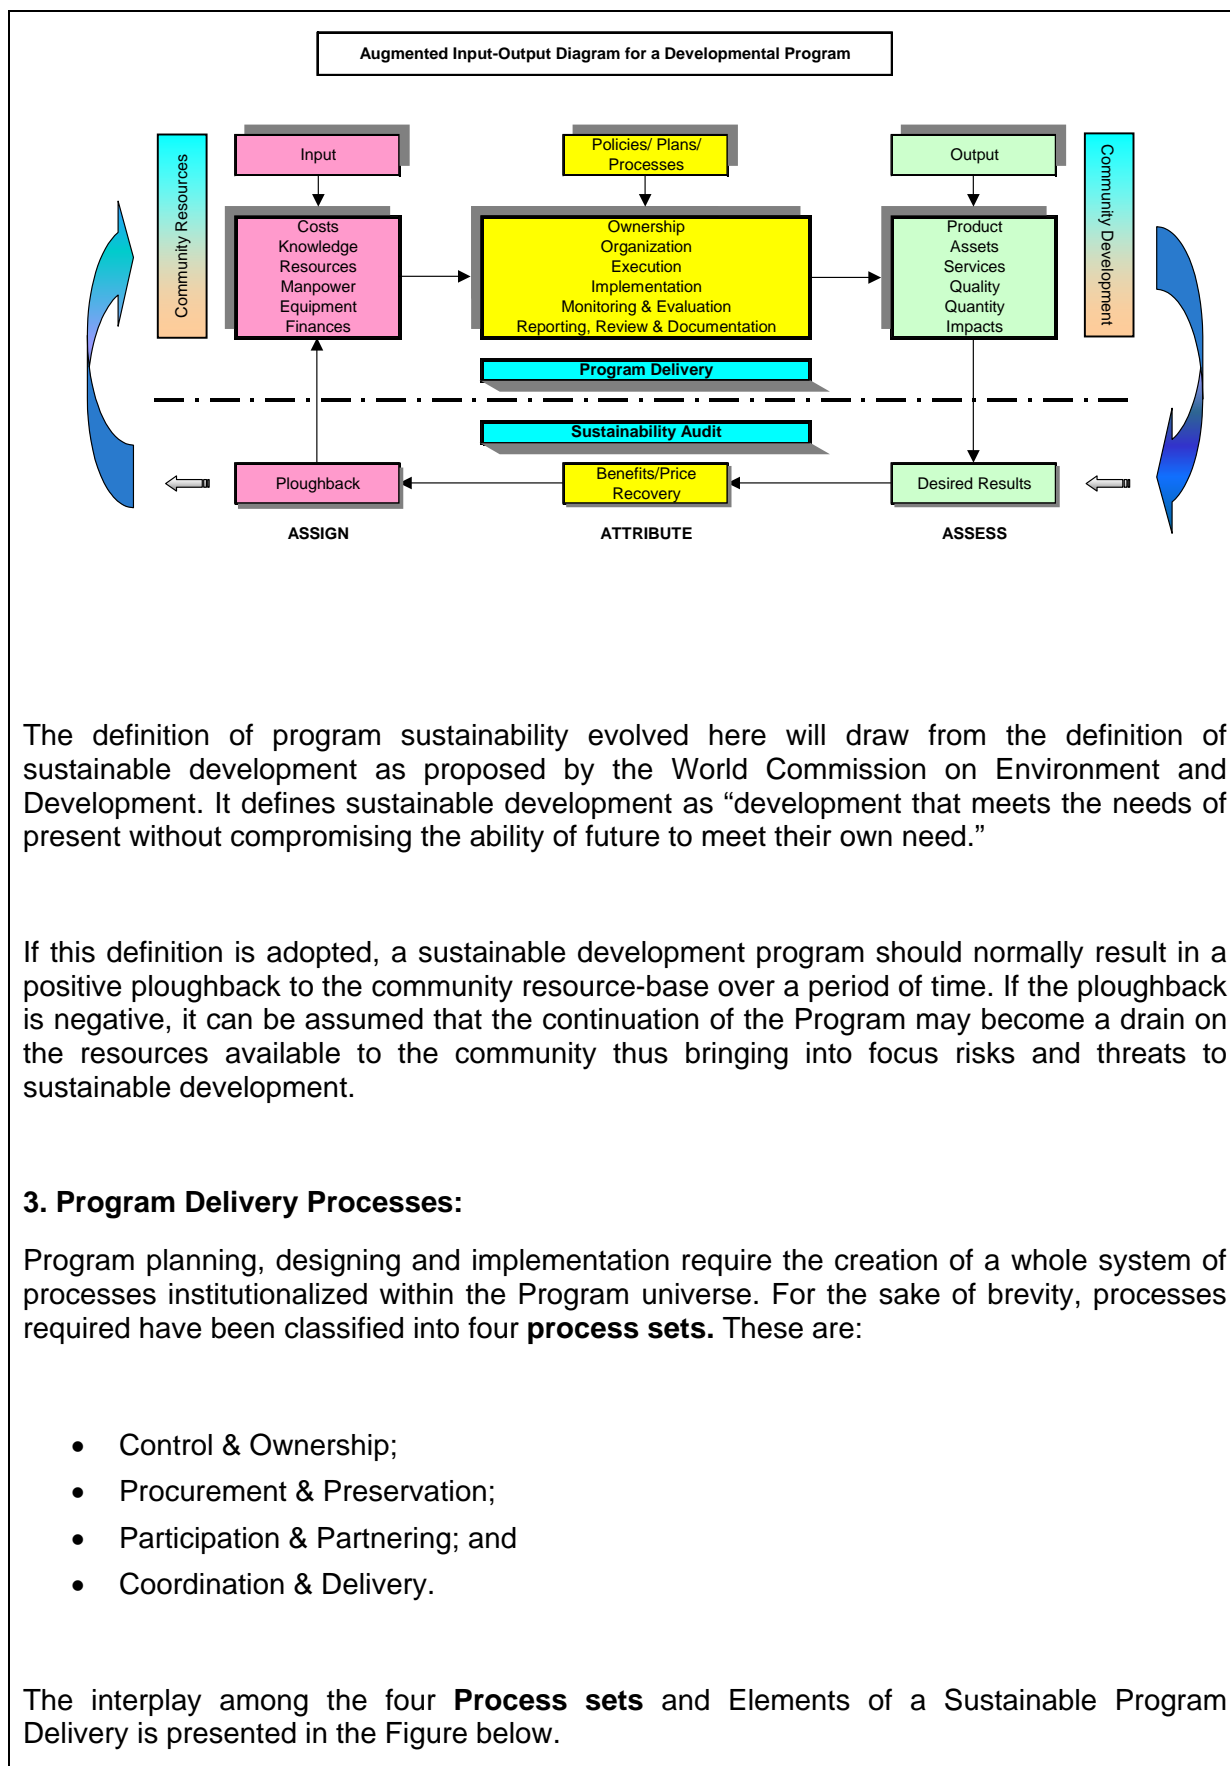 Augmented Input-Output Diagram for a Developmental Program
Community Resources
Input
Policies/ Plans/
Processes
Output
Community Development
Costs
Knowledge
Resources
Manpower
Equipment
Finances
Ownership
Organization
Execution
Implementation
Monitoring & Evaluation
Reporting, Review & Documentation
Product
Assets
Services
Quality
Quantity
Impacts
Program Delivery
Sustainability Audit
Ploughback
Benefits/Price
Recovery
Desired Results
ASSIGN
ATTRIBUTE
ASSESS
The definition of program sustainability evolved here will draw from the definition of
sustainable development as proposed by the World Commission on Environment and
Development. It defines sustainable development as “development that meets the needs of
present without compromising the ability of future to meet their own need.”
If this definition is adopted, a sustainable development program should normally result in a
positive ploughback to the community resource-base over a period of time. If the ploughback
is negative, it can be assumed that the continuation of the Program may become a drain on
the resources available to the community thus bringing into focus risks and threats to
sustainable development.
3. Program Delivery Processes:
Program planning, designing and implementation require the creation of a whole system of
processes institutionalized within the Program universe. For the sake of brevity, processes
required have been classified into four process sets. These are:
• Control & Ownership;
• Procurement & Preservation;
• Participation & Partnering; and
• Coordination & Delivery.
The interplay among the four Process sets and Elements of a Sustainable Program
Delivery is presented in the Figure below.